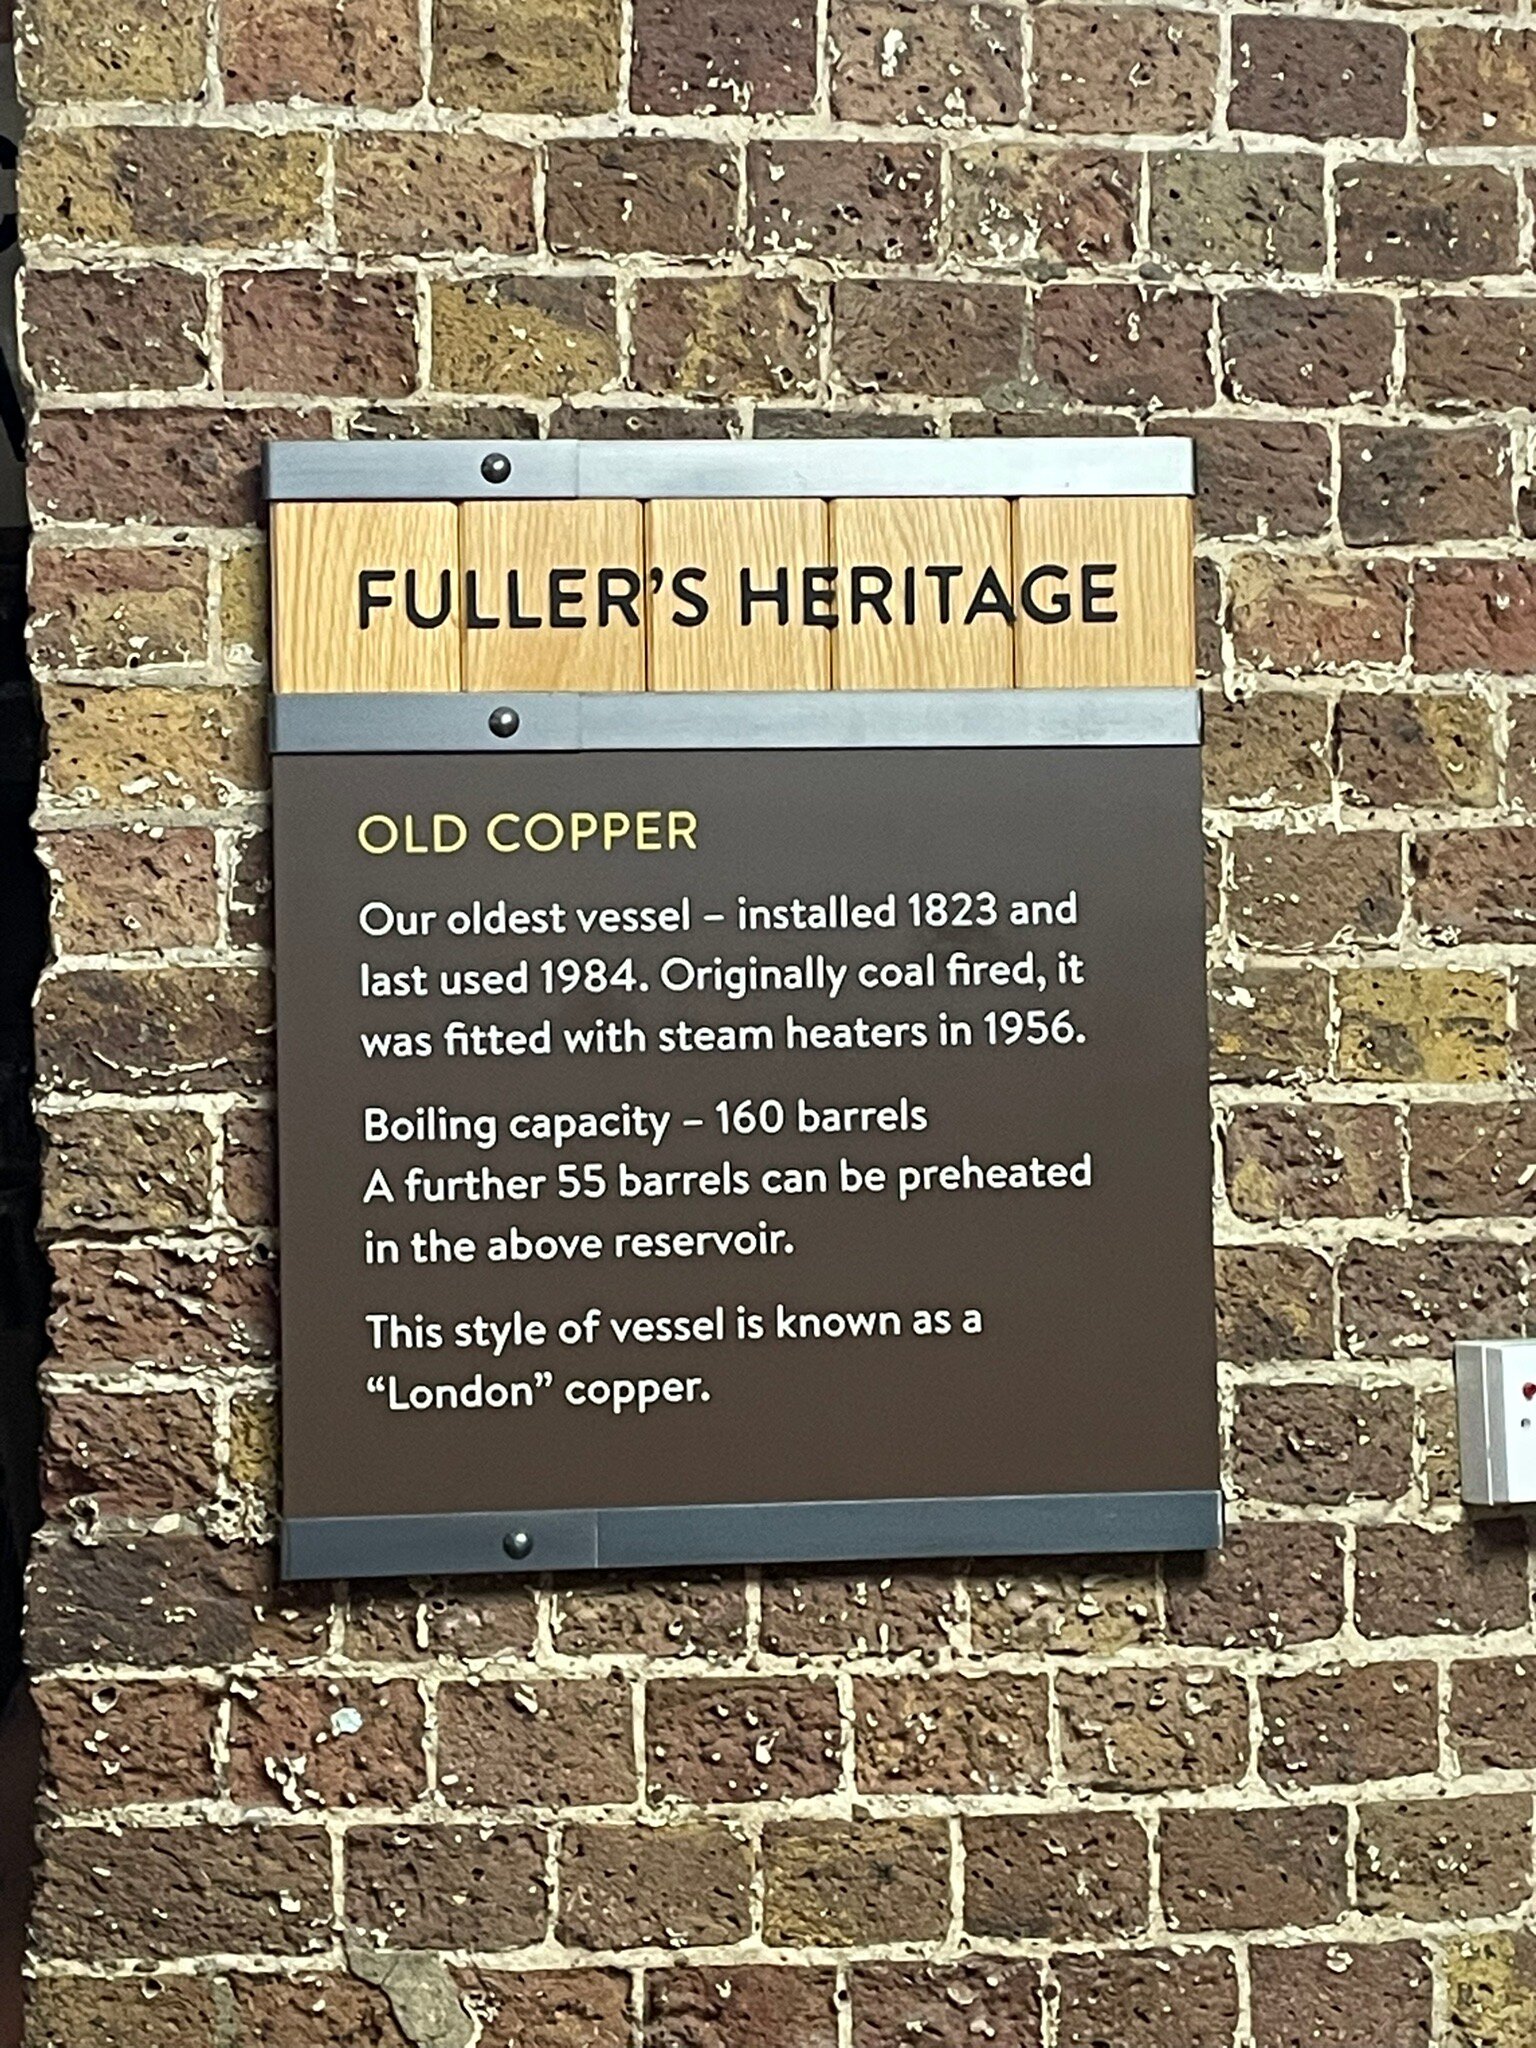 FULLER'S HERITAGE
OLD COPPER
Our oldest vessel – installed 1823 and
last used 1984. Originally coal fired, it
was fitted with steam heaters in 1956.
Boiling capacity – 160 barrels
A further 55 barrels can be preheated
in the above reservoir.
This style of vessel is known as a
“London” copper.